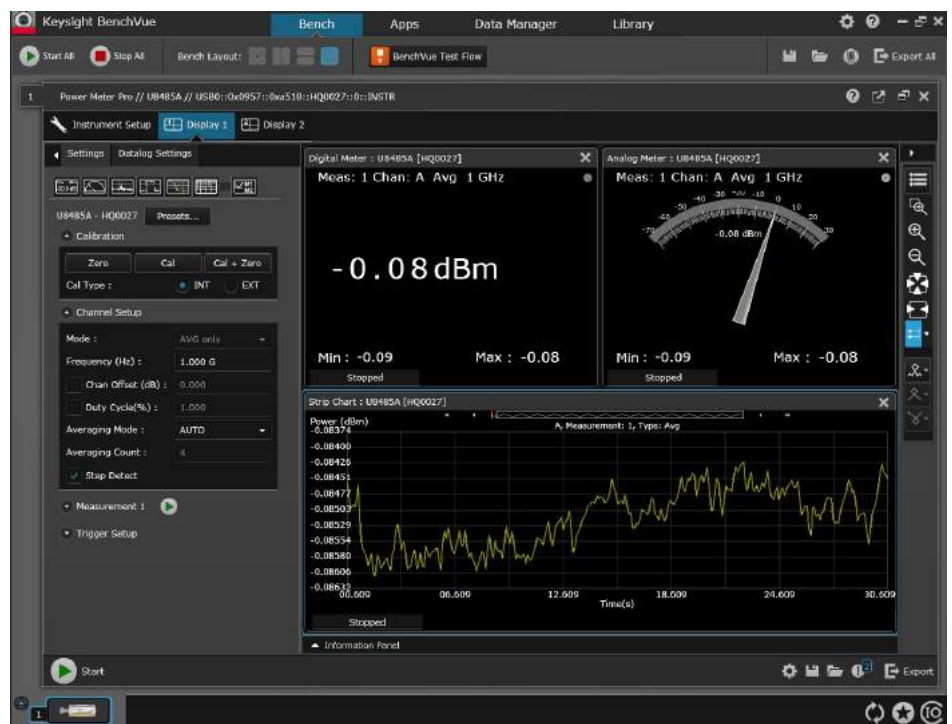 Keysight BenchVue Bench Apps Data Manager Library
Start All Stop All Bench Layout: BenchVue Test Flow Export All
1 Power Meter Pro // U8485A // USB0::0x0957::0xa518::HQ0027::0::INSTR
Instrument Setup Display 1 Display 2
Settings Datalog Settings
U8485A - HQ0027 Presets...
Calibration
Zero Cal Cal + Zero
Cal Type : INT EXT
Channel Setup
Mode : AVG only
Frequency (Hz) : 1.000 G
Chan Offset (dB) : 0.000
Duty Cycle(%) : 1.000
Averaging Mode : AUTO
Averaging Count : 4
Step Detect
Measurement 1
Trigger Setup
Digital Meter : U8485A [HQ0027]
Meas: 1 Chan: A Avg 1 GHz
-0.08dBm
Min : -0.09 Max : -0.08
Stopped
Analog Meter : U8485A [HQ0027]
Meas: 1 Chan: A Avg 1 GHz
-70 -60 -50 -40 -30 -10 0 10 20 30
-0.08 dBm
Min : -0.09 Max : -0.08
Stopped
Strip Chart : U8485A [HQ0027]
Power (dBm)
A, Measurement: 1, Type: Avg
-0.08374
-0.08400
-0.08426
-0.08451
-0.08477
-0.08503
-0.08529
-0.08554
-0.08580
-0.08606
-0.08632
00.609 06.609 12.609 18.609 24.609 30.609
Time(s)
Stopped
Information Panel
Start 2 Export
1 IO